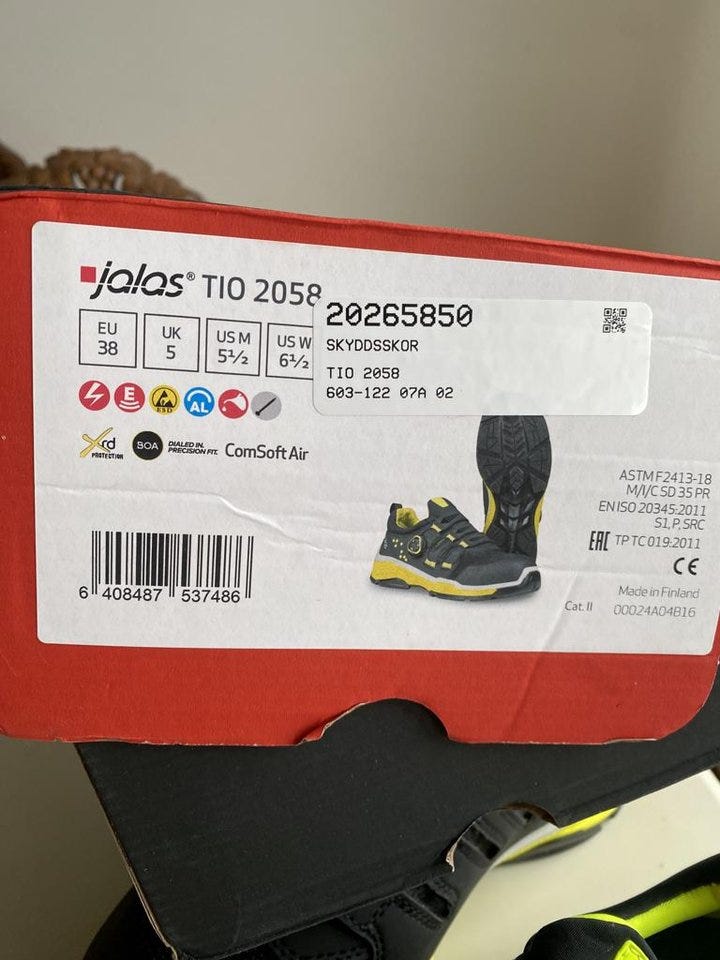 jalas® TIO 2058
EU
38
UK
5
US M
5½
US W
6½
20265850
SKYDDSSKOR
TIO 2058
603-122 07A 02
E
ESD
AL
Xrd
PROTECTION
BOA
DIALED IN.
PRECISION FIT.
ComSoft Air
ASTM F2413-18
M/I/C SD 35 PR
EN ISO 20345:2011
S1, P, SRC
EAC TP TC 019:2011
CE
Made in Finland
Cat. II 00024A04B16
6 408487 537486